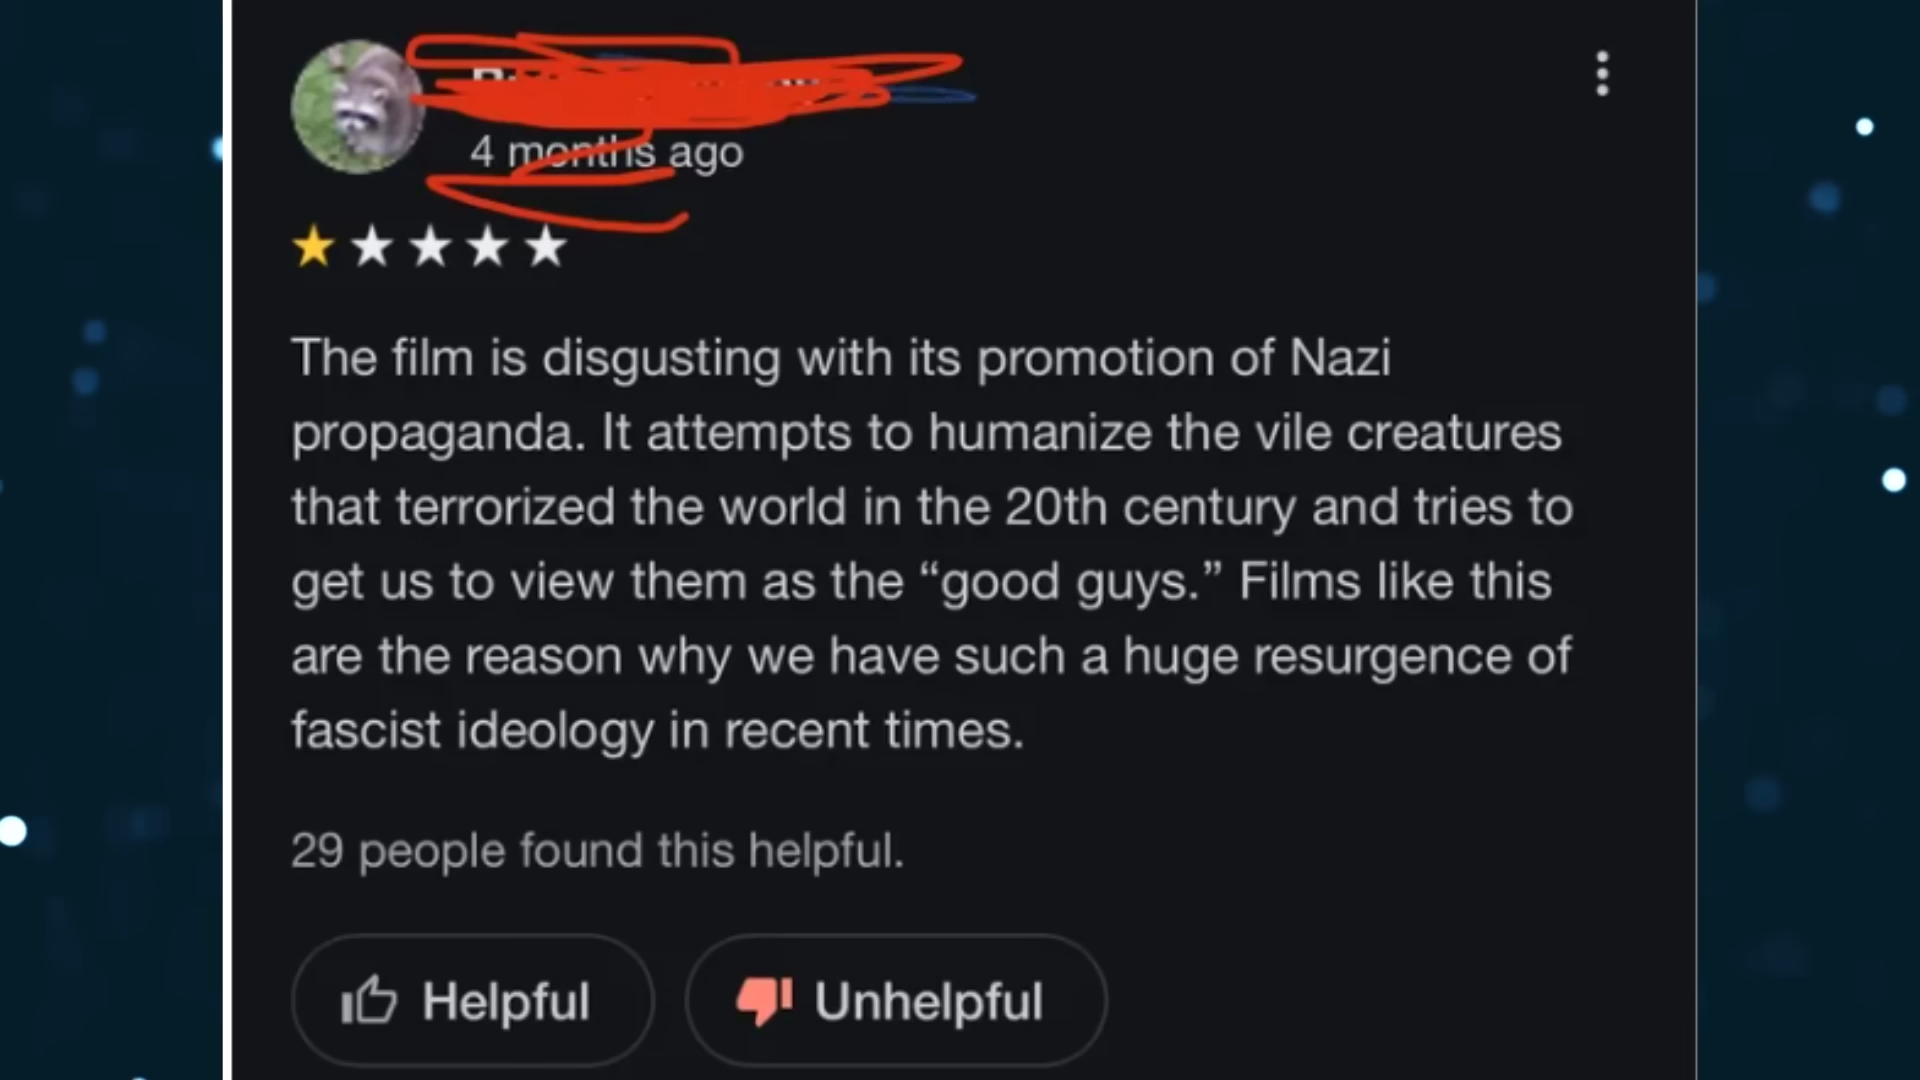 4 months ago
The film is disgusting with its promotion of Nazi
propaganda. It attempts to humanize the vile creatures
that terrorized the world in the 20th century and tries to
get us to view them as the “good guys.” Films like this
are the reason why we have such a huge resurgence of
fascist ideology in recent times.
29 people found this helpful.
Helpful
Unhelpful